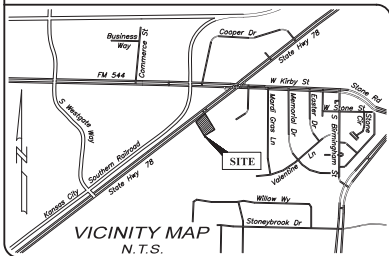 Business
Way
Commerce St
Cooper Dr
State Hwy 78
FM 544
W Kirby St
Stone Rd
S Westgate Way
Mardi Gras Ln
Memorial Dr
Easter Dr
W Stone St
S Birmingham St
Stone Cir
Southern Railroad
State Hwy 78
Kansas City
SITE
Valentine Ln
Willow Wy
Stoneybrook Dr
VICINITY MAP
N.T.S.